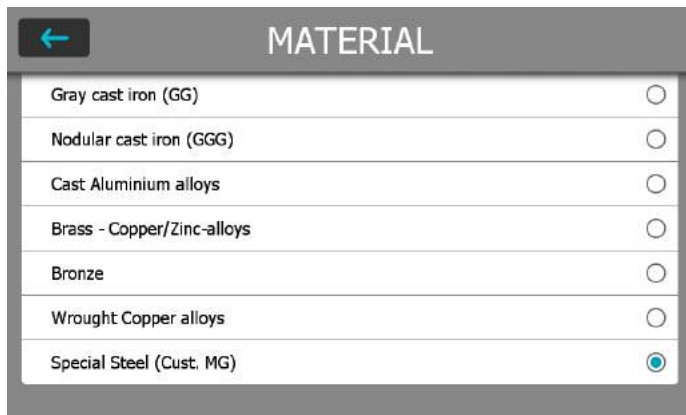 MATERIAL
Gray cast iron (GG)
Nodular cast iron (GGG)
Cast Aluminium alloys
Brass - Copper/Zinc-alloys
Bronze
Wrought Copper alloys
Special Steel (Cust. MG)